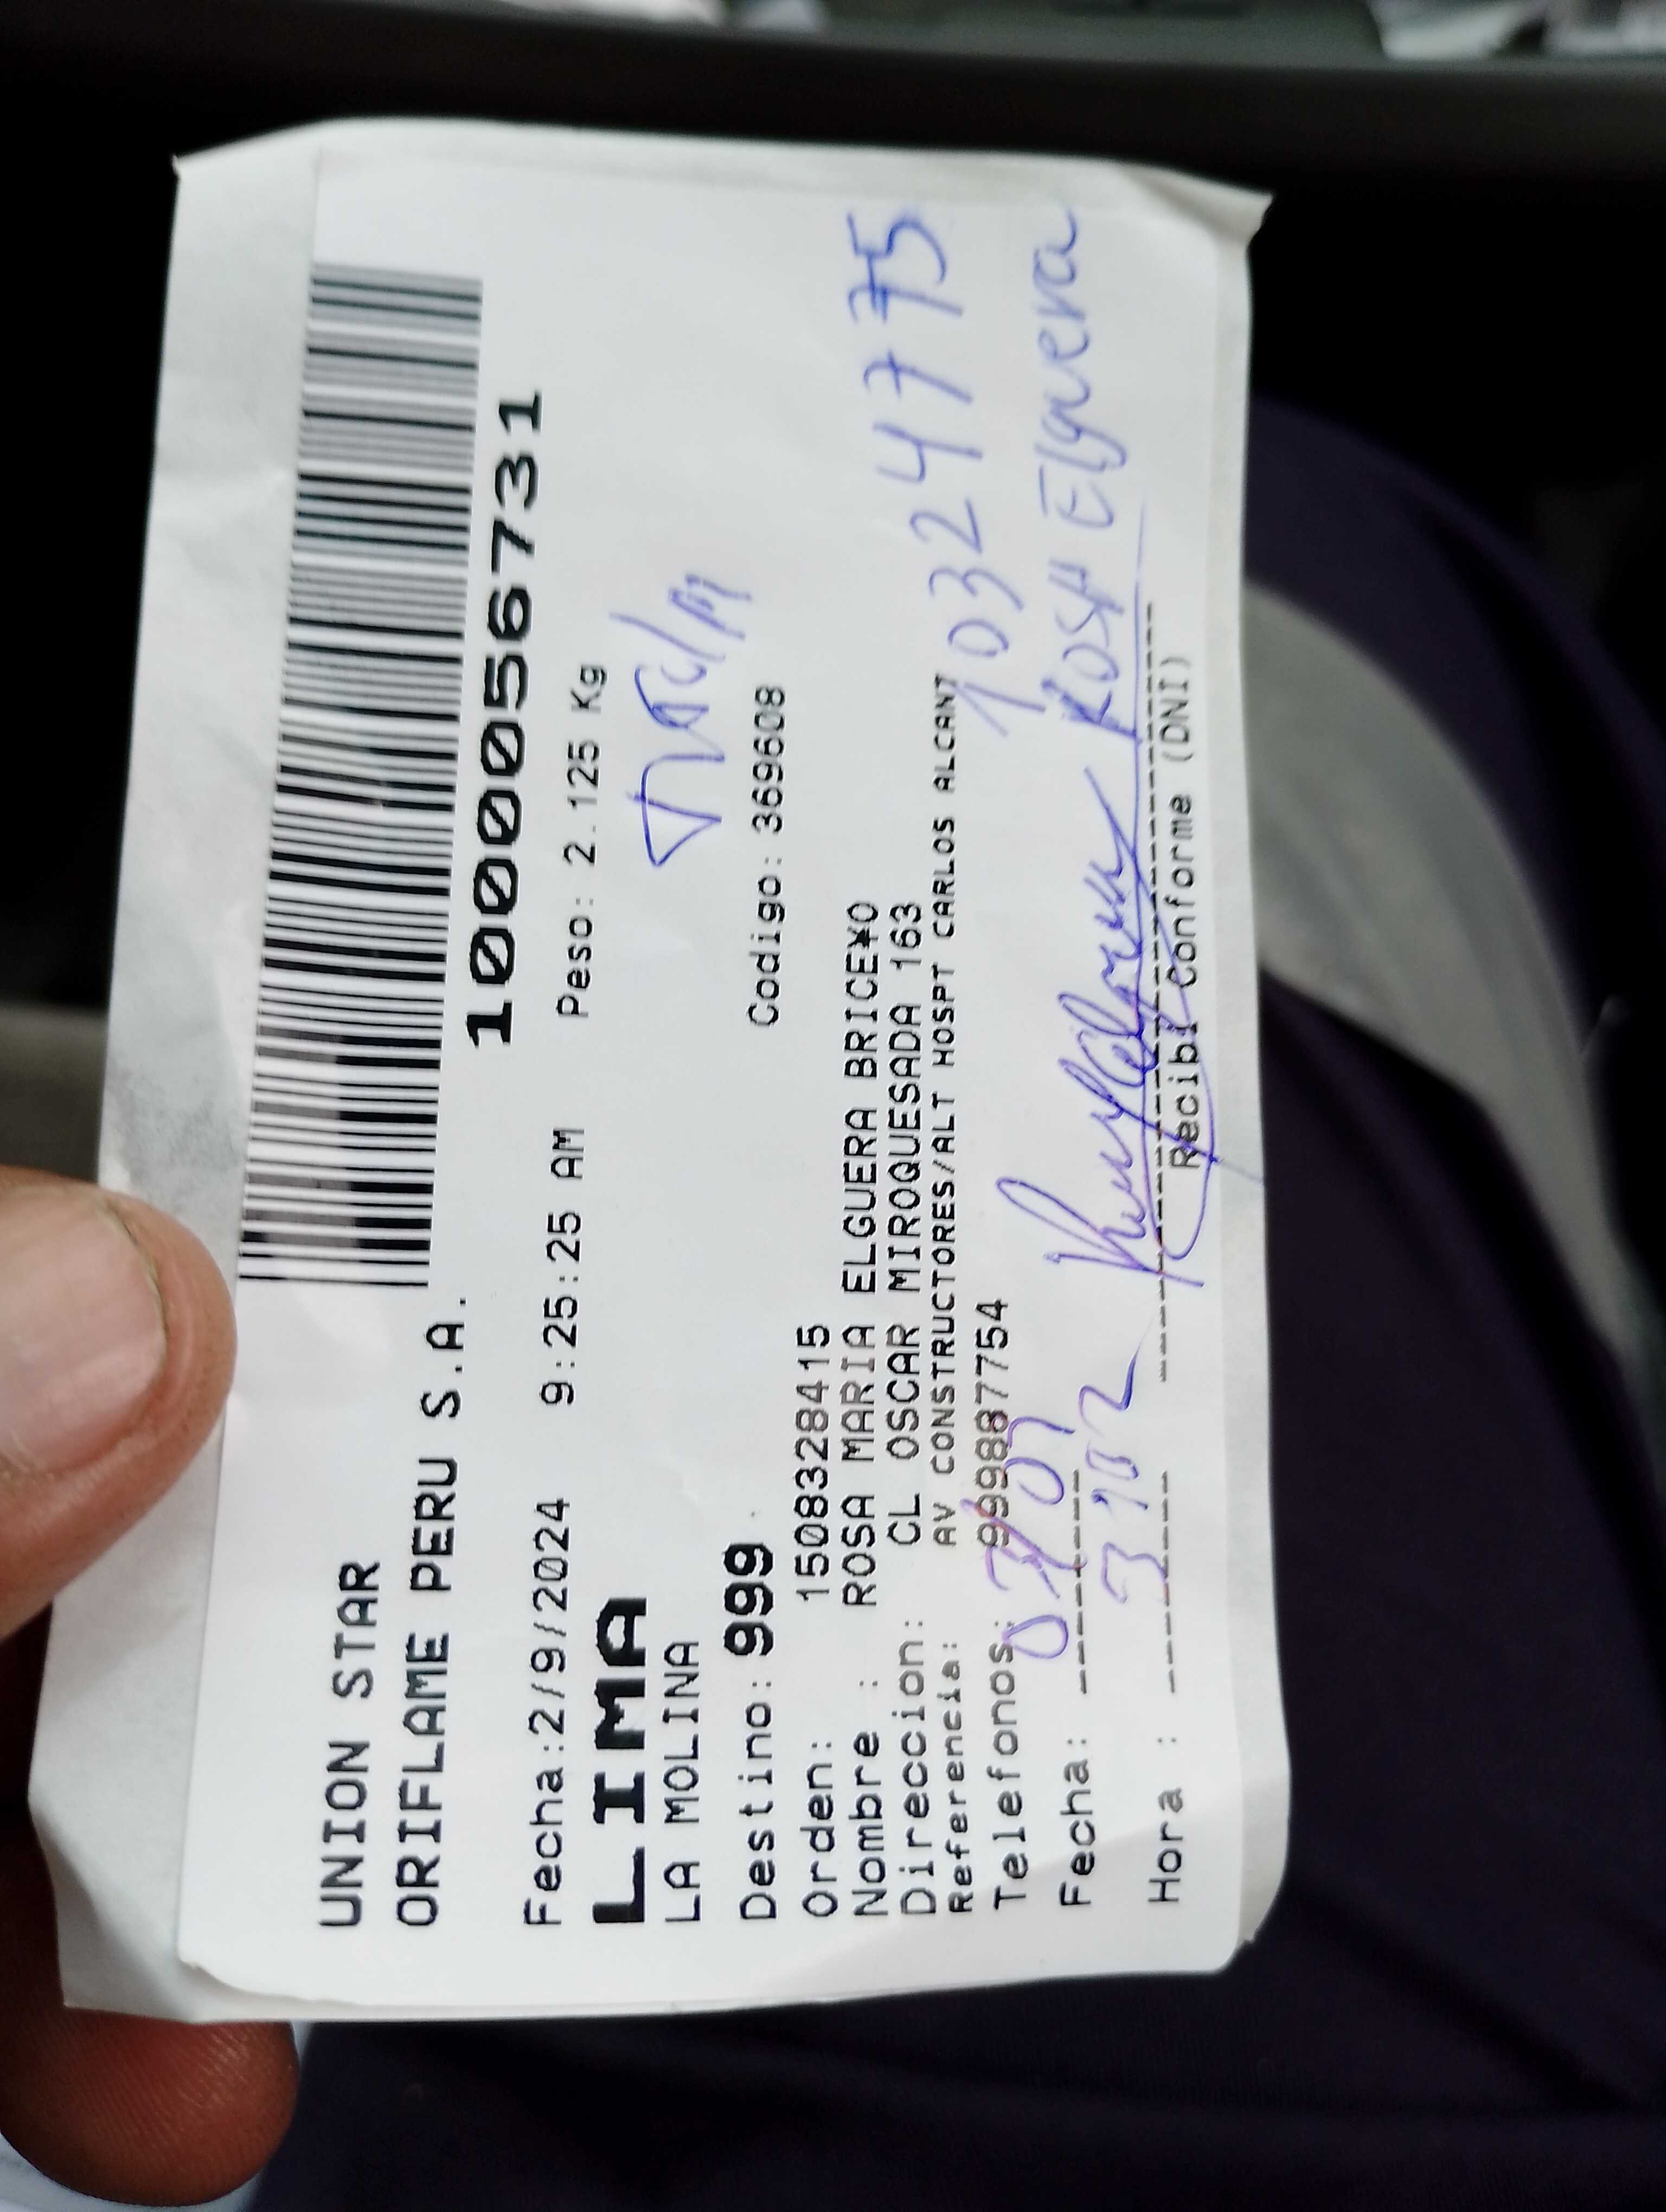 UNION STAR
ORIFLAME PERU S.A.
10000056731
Fecha:2/9/2024 9:25:25 AM Peso: 2.125 Kg
LIMA
LA MOLINA
Destino: 999 Codigo: 369608
Orden: 1508328415
Nombre : ROSA MARIA ELGUERA BRICE¥O
Direccion: CL OSCAR MIROQUESADA 163
Referencia: AV CONSTRUCTORES/ALT HOSPT CARLOS ALCANT
Telefonos: 999887754
10324775
Fecha:
Rosa Elguera
Hora :
Recibi Conforme (DNI)